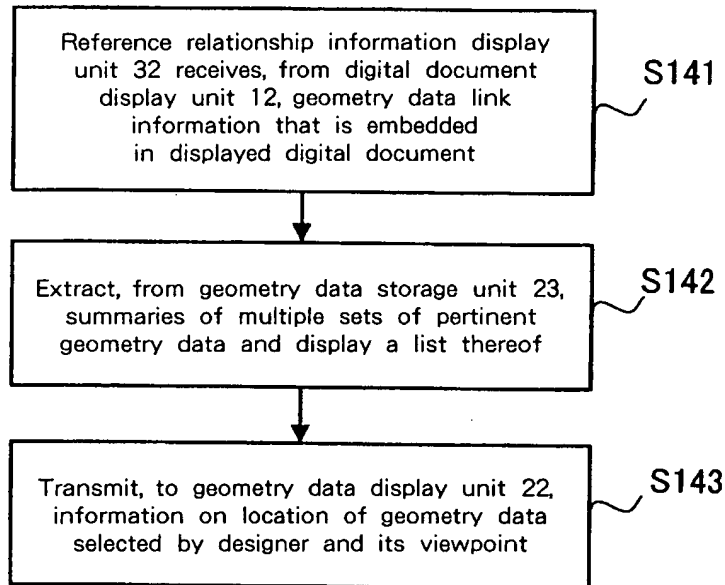 Reference relationship information display
unit 32 receives, from digital document
display unit 12, geometry data link
information that is embedded
in displayed digital document
S141
Extract, from geometry data storage unit 23,
summaries of multiple sets of pertinent
geometry data and display a list thereof
S142
Transmit, to geometry data display unit 22,
information on location of geometry data
selected by designer and its viewpoint
S143